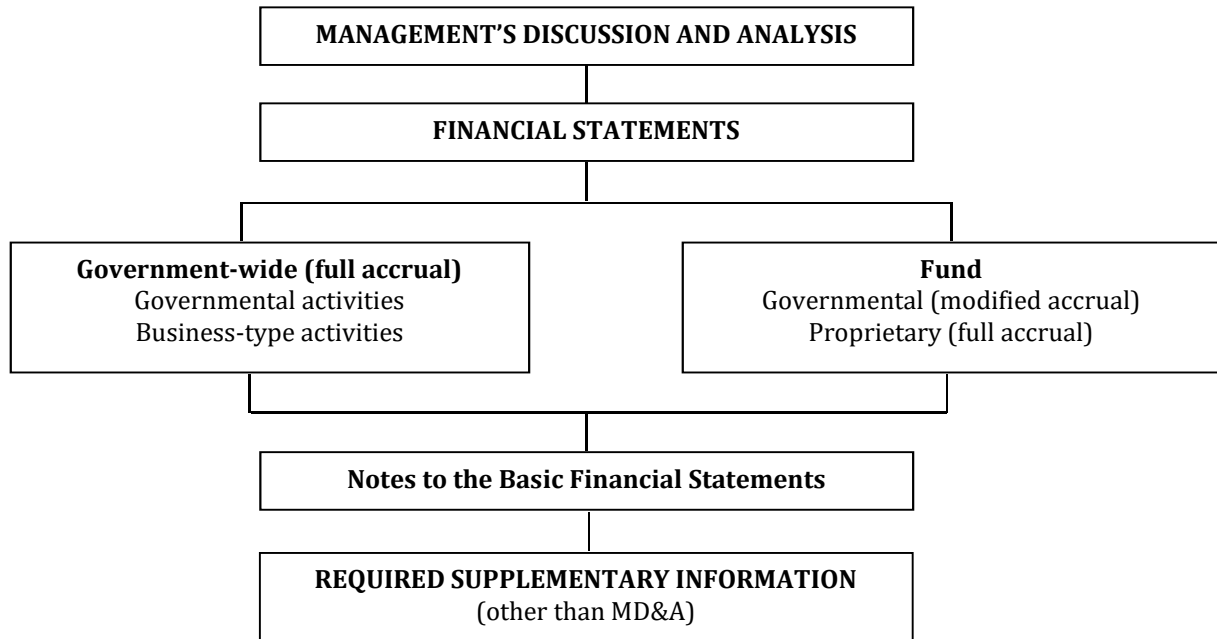 MANAGEMENT’S DISCUSSION AND ANALYSIS
FINANCIAL STATEMENTS
Government-wide (full accrual)
Governmental activities
Business-type activities
Fund
Governmental (modified accrual)
Proprietary (full accrual)
Notes to the Basic Financial Statements
REQUIRED SUPPLEMENTARY INFORMATION
(other than MD&A)